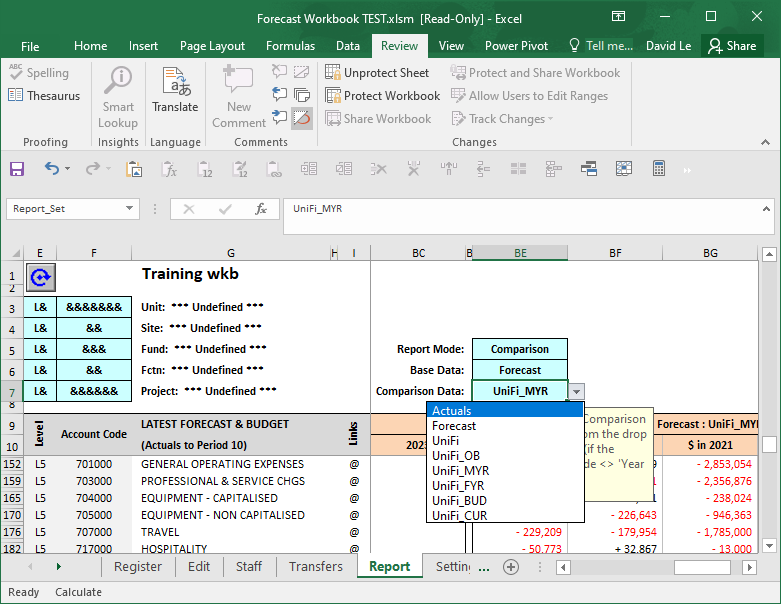 Forecast Workbook TEST.xlsm [Read-Only] - Excel
File Home Insert Page Layout Formulas Data Review View Power Pivot Tell me... David Le Share
ABC Spelling
Thesaurus
Proofing
Smart Lookup
Insights
Translate
Language
New Comment
Comments
Unprotect Sheet
Protect Workbook
Share Workbook
Protect and Share Workbook
Allow Users to Edit Ranges
Track Changes
Changes
Report_Set fx UniFi_MYR
E F G H I BC B BE BF BG
1 Training wkb
2
3 L& &&&&&&& Unit: *** Undefined ***
4 L& && Site: *** Undefined ***
5 L& &&& Fund: *** Undefined *** Report Mode: Comparison
6 L& && Fctn: *** Undefined *** Base Data: Forecast
7 L& &&&&&& Project: *** Undefined *** Comparison Data: UniFi_MYR
8
9 Level Account Code LATEST FORECAST & BUDGET Links Forecast : UniFi_MY
10 (Actuals to Period 10) 202 $ in 2021
Actuals
Forecast
UniFi
UniFi_OB
UniFi_MYR
UniFi_FYR
UniFi_BUD
UniFi_CUR
Comparison
om the drop
(if the
de <> 'Year
152 L5 701000 GENERAL OPERATING EXPENSES @ 9 - 2,853,054
159 L5 703000 PROFESSIONAL & SERVICE CHGS @ 1 - 2,356,876
165 L5 704000 EQUIPMENT - CAPITALISED @ 1 - 238,024
170 L5 705000 EQUIPMENT - NON CAPITALISED @ - 226,643 - 946,363
176 L5 707000 TRAVEL @ - 229,209 - 179,954 - 1,785,000
182 L5 717000 HOSPITALITY @ - 50,773 + 32,867 - 13,000
Register Edit Staff Transfers Report Setting ...
Ready Calculate